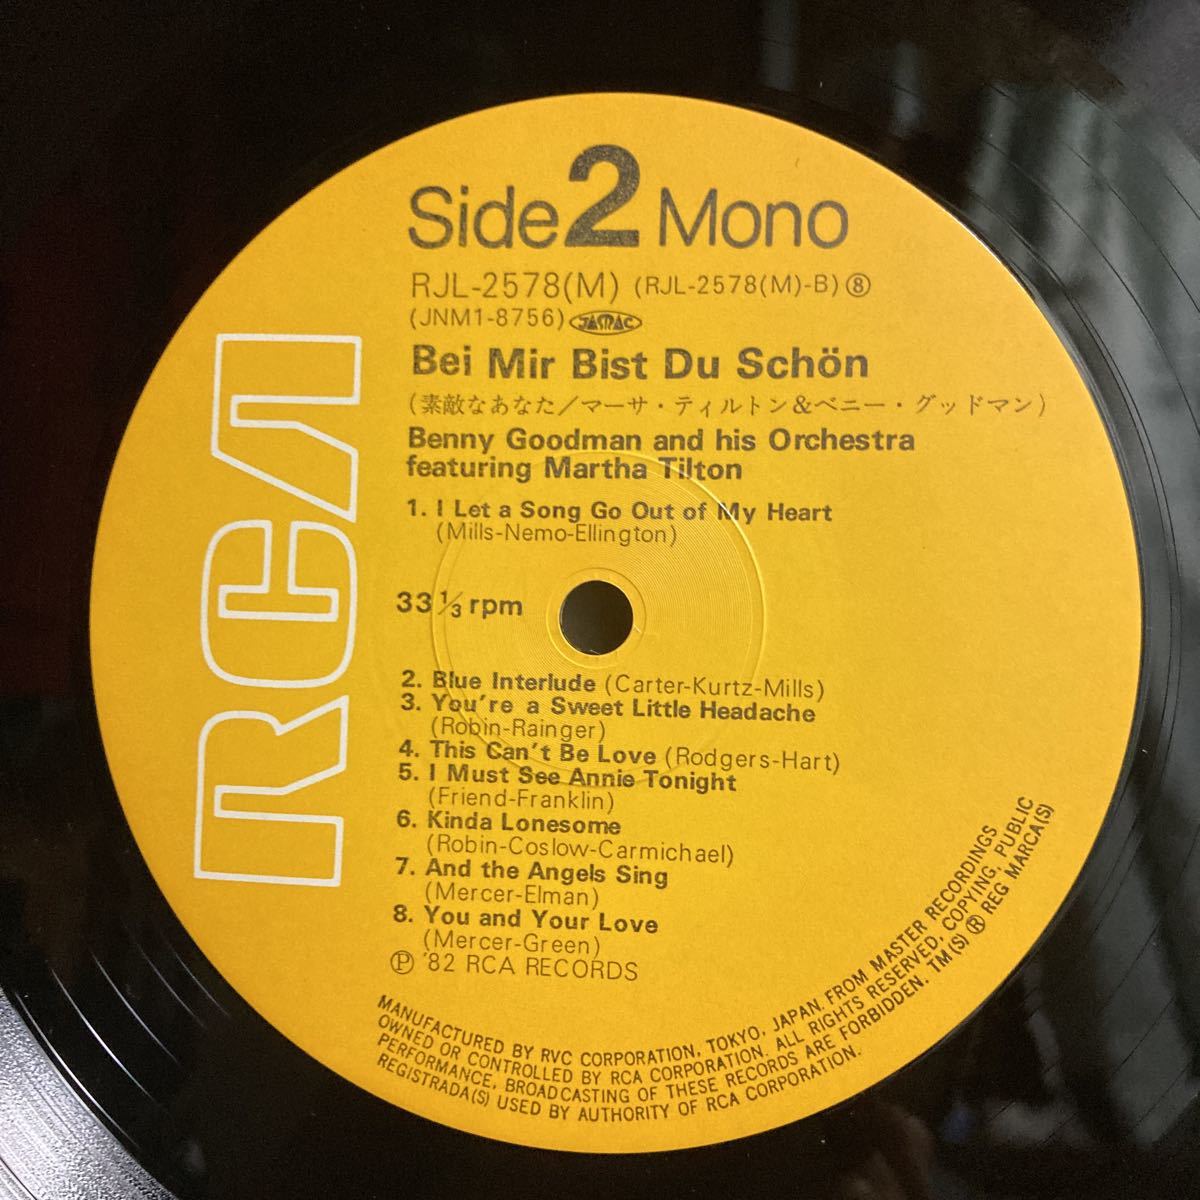 Side 2 Mono
RJL-2578(M) (RJL-2578(M)-B) ⑧
(JNM1-8756) JASRAC
Bei Mir Bist Du Schön
(素敵なあなた/マーサ・ティルトン&ベニー・グッドマン)
Benny Goodman and his Orchestra
featuring Martha Tilton
1. I Let a Song Go Out of My Heart
(Mills-Nemo-Ellington)
33 1/3 rpm
2. Blue Interlude (Carter-Kurtz-Mills)
3. You're a Sweet Little Headache
(Robin-Rainger)
4. This Can't Be Love (Rodgers-Hart)
5. I Must See Annie Tonight
(Friend-Franklin)
6. Kinda Lonesome
(Robin-Coslow-Carmichael)
7. And the Angels Sing
(Mercer-Elman)
8. You and Your Love
(Mercer-Green)
℗ '82 RCA RECORDS
RCA
MANUFACTURED BY RVC CORPORATION, TOKYO, JAPAN. FROM MASTER RECORDINGS
OWNED OR CONTROLLED BY RCA CORPORATION. ALL RIGHTS RESERVED, COPYING, PUBLIC
PERFORMANCE, BROADCASTING OF THESE RECORDS ARE FORBIDDEN. TM(S) ® REG MARCA(S)
REGISTRADA(S) USED BY AUTHORITY OF RCA CORPORATION.